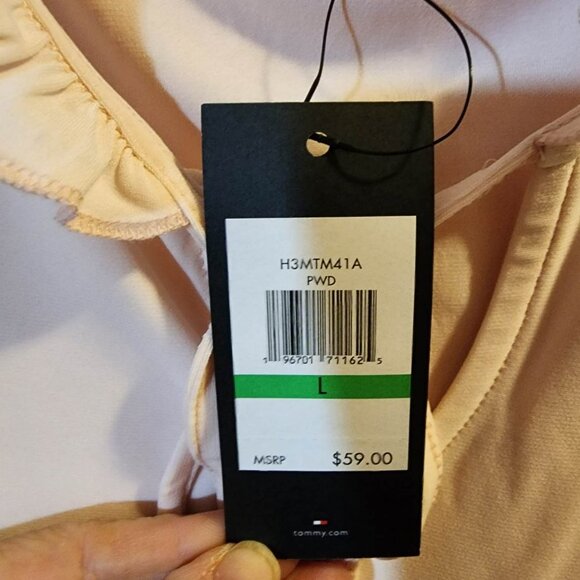 H3MTM41A
PWD
1 96701 71162 5
L
MSRP $59.00
tommy.com